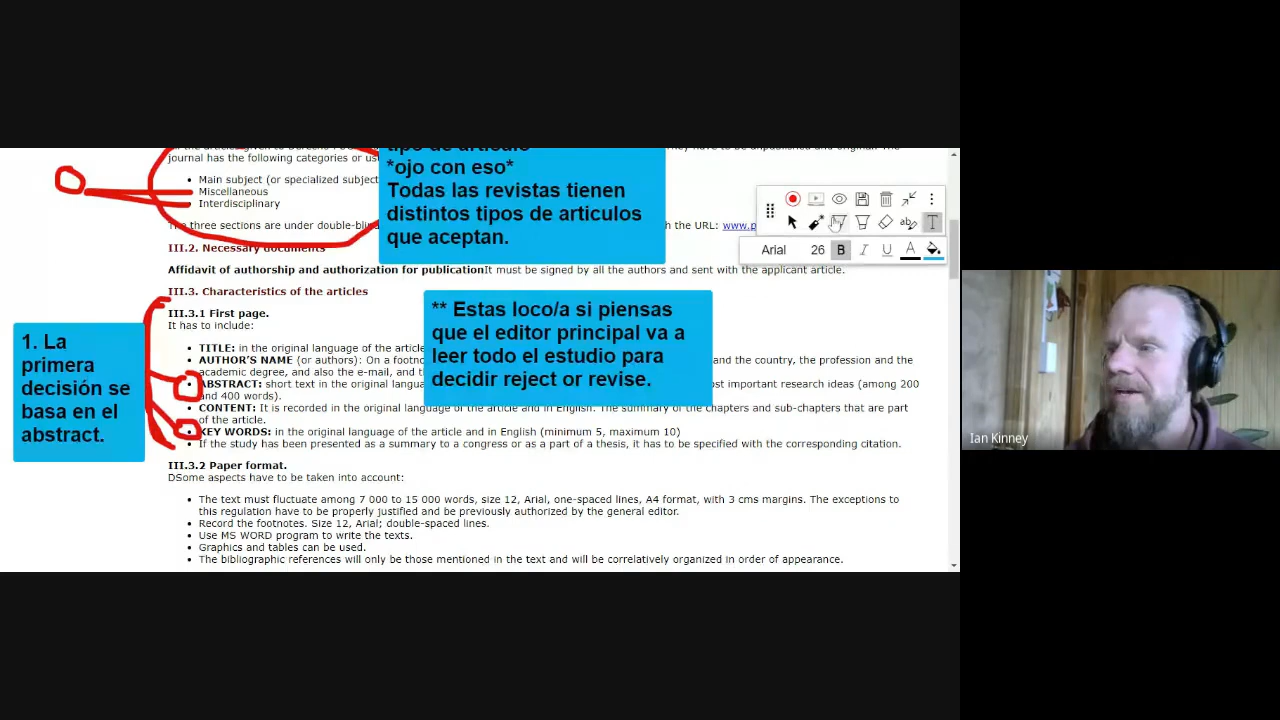 tipo de articulo
journal has the following categories or
*ojo con eso*
Todas las revistas tienen
distintos tipos de articulos
que aceptan.
• Main subject (or specialized subject
• Miscellaneous
• Interdisciplinary
The three sections are under double-blind
the URL: www.p
III.2. Necessary documents
Affidavit of authorship and authorization for publicationIt must be signed by all the authors and sent with the applicant article.
III.3. Characteristics of the articles
III.3.1 First page.
It has to include:
• TITLE: in the original language of the article
• AUTHOR'S NAME (or authors): On a footno
and the country, the profession and the
academic degree, and also the e-mail, and
• ABSTRACT: short text in the original langua
most important research ideas (among 200
and 400 words).
• CONTENT: It is recorded in the original language of the article and in English. The summary of the chapters and sub-chapters that are part
of the article.
• KEY WORDS: in the original language of the article and in English (minimum 5, maximum 10)
• If the study has been presented as a summary to a congress or as a part of a thesis, it has to be specified with the corresponding citation.
** Estas loco/a si piensas
que el editor principal va a
leer todo el estudio para
decidir reject or revise.
1. La
primera
decisión se
basa en el
abstract.
III.3.2 Paper format.
DSome aspects have to be taken into account:
• The text must fluctuate among 7 000 to 15 000 words, size 12, Arial, one-spaced lines, A4 format, with 3 cms margins. The exceptions to
this regulation have to be properly justified and be previously authorized by the general editor.
• Record the footnotes. Size 12, Arial; double-spaced lines.
• Use MS WORD program to write the texts.
• Graphics and tables can be used.
• The bibliographic references will only be those mentioned in the text and will be correlatively organized in order of appearance.
Arial 26 B I U A
Ian Kinney